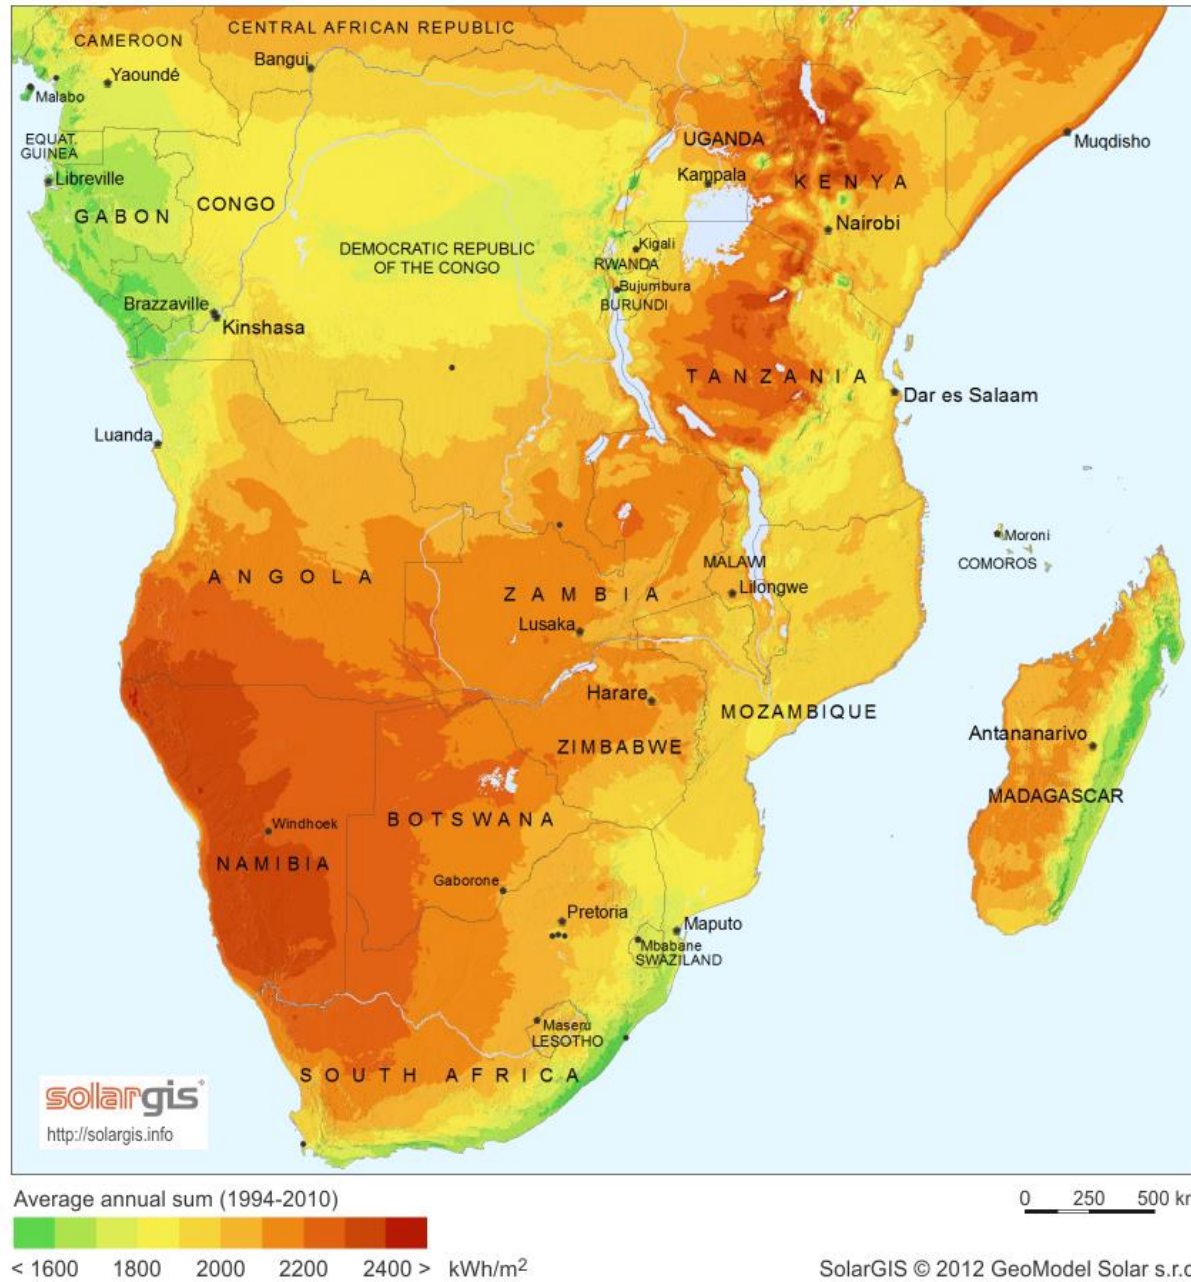 CENTRAL AFRICAN REPUBLIC
CAMEROON
Bangui
Yaoundé
Malabo
UGANDA
Muqdisho
EQUAT.
GUINEA
Libreville
Kampala
KENYA
CONGO
GABON
Nairobi
DEMOCRATIC REPUBLIC
OF THE CONGO
Kigali
RWANDA
Bujumbura
BURUNDI
Brazzaville
Kinshasa
TANZANIA
Dar es Salaam
Luanda
Moroni
COMOROS
MALAWI
ANGOLA
Lilongwe
ZAMBIA
Lusaka
Harare
MOZAMBIQUE
Antananarivo
ZIMBABWE
MADAGASCAR
BOTSWANA
Windhoek
NAMIBIA
Gaborone
Pretoria
Maputo
Mbabane
SWAZILAND
Maseru
LESOTHO
SOUTH AFRICA
solargis
http://solargis.info
Average annual sum (1994-2010)
0 250 500 km
< 1600 1800 2000 2200 2400 > kWh/m²
SolarGIS © 2012 GeoModel Solar s.r.o